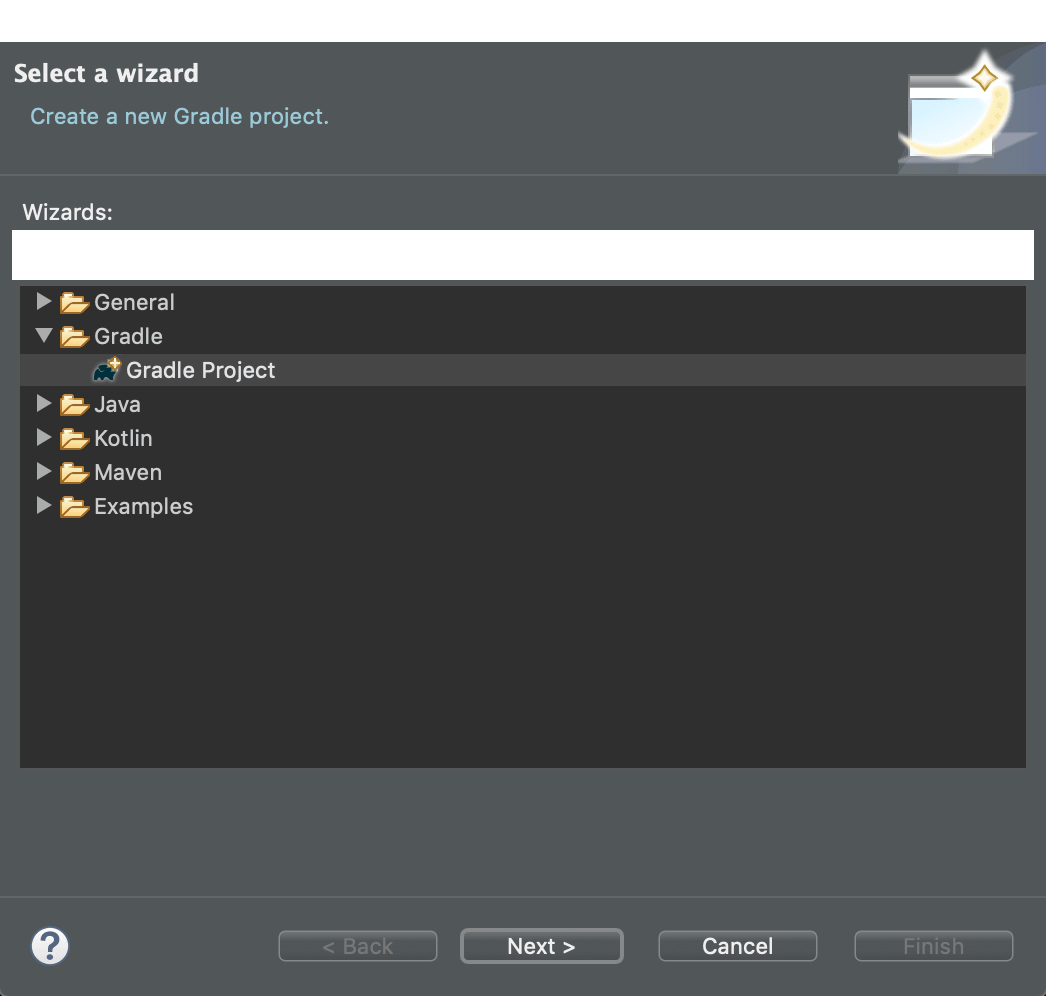 Select a wizard
Create a new Gradle project.
Wizards:
General
Gradle
Gradle Project
Java
Kotlin
Maven
Examples
? < Back Next > Cancel Finish